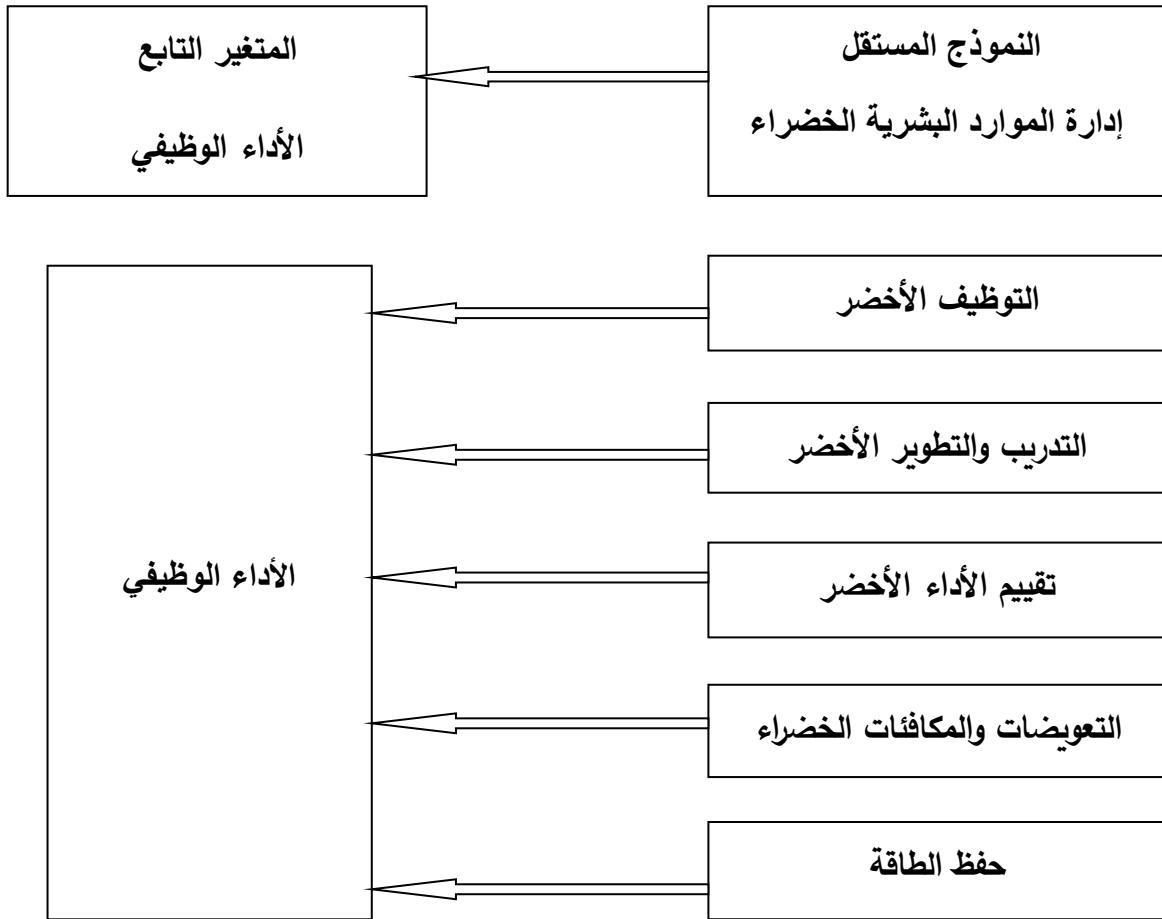 النموذج المستقل
إدارة الموارد البشرية الخضراء
المتغير التابع
الأداء الوظيفي
التوظيف الأخضر
التدريب والتطوير الأخضر
تقييم الأداء الأخضر
التعويضات والمكافئات الخضراء
حفظ الطاقة
الأداء الوظيفي